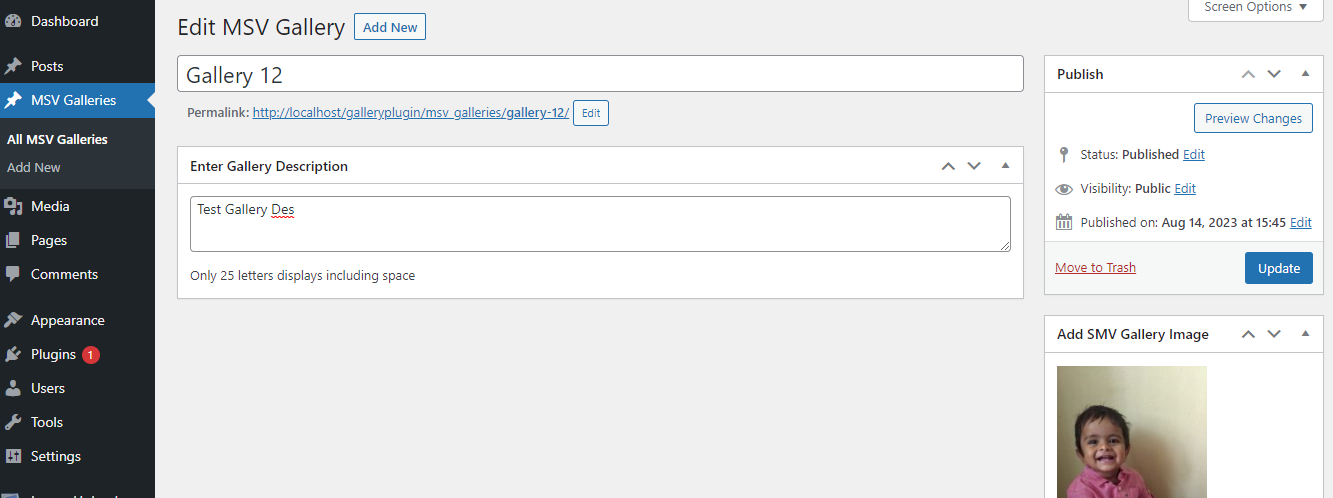 Dashboard
Posts
MSV Galleries
All MSV Galleries
Add New
Media
Pages
Comments
Appearance
Plugins 1
Users
Tools
Settings
Screen Options
Edit MSV Gallery Add New
Gallery 12
Permalink: http://localhost/galleryplugin/msv_galleries/gallery-12/ Edit
Enter Gallery Description
Test Gallery Des
Only 25 letters displays including space
Publish
Preview Changes
Status: Published Edit
Visibility: Public Edit
Published on: Aug 14, 2023 at 15:45 Edit
Move to Trash Update
Add SMV Gallery Image